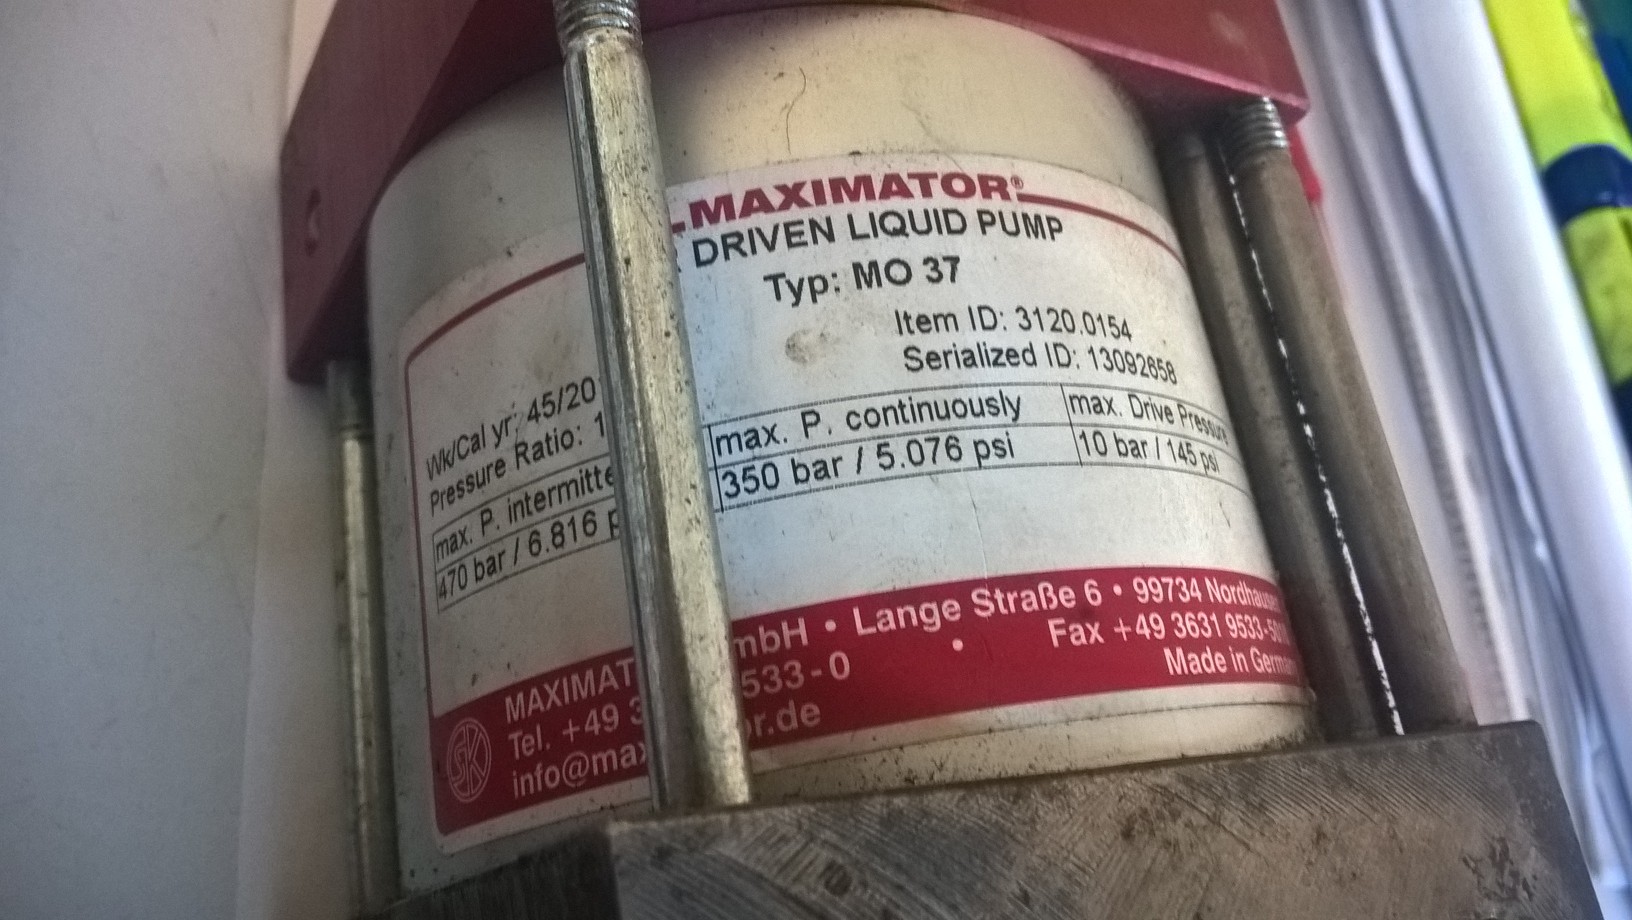 MAXIMATOR®
DRIVEN LIQUID PUMP
Typ: MO 37
Item ID: 3120.0154
Serialized ID: 13092658
Wk/Cal yr: 45/20
Pressure Ratio: 1
max. P. intermitte
470 bar / 6.816 p
max. P. continuously
350 bar / 5.076 psi
max. Drive Pressure
10 bar / 145 psi
MAXIMAT mbH • Lange Straße 6 • 99734 Nordhausen
Tel. +49 3 533-0 • Fax +49 3631 9533-
info@max or.de Made in German
SK